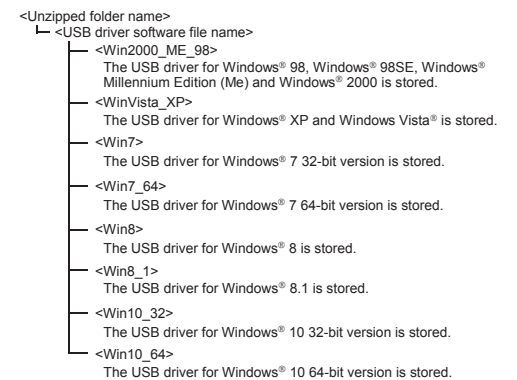 <Unzipped folder name>
<USB driver software file name>
<Win2000_ME_98>
The USB driver for Windows® 98, Windows® 98SE, Windows®
Millennium Edition (Me) and Windows® 2000 is stored.
<WinVista_XP>
The USB driver for Windows® XP and Windows Vista® is stored.
<Win7>
The USB driver for Windows® 7 32-bit version is stored.
<Win7_64>
The USB driver for Windows® 7 64-bit version is stored.
<Win8>
The USB driver for Windows® 8 is stored.
<Win8_1>
The USB driver for Windows® 8.1 is stored.
<Win10_32>
The USB driver for Windows® 10 32-bit version is stored.
<Win10_64>
The USB driver for Windows® 10 64-bit version is stored.